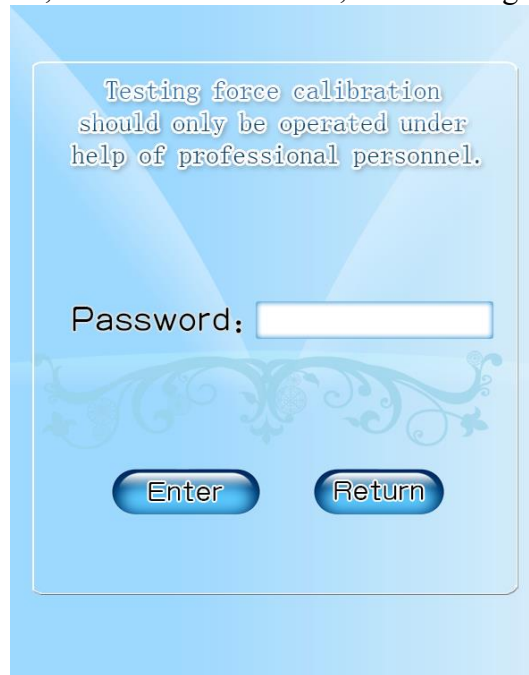 Testing force calibration
should only be operated under
help of professional personnel.
Password:
Enter
Return